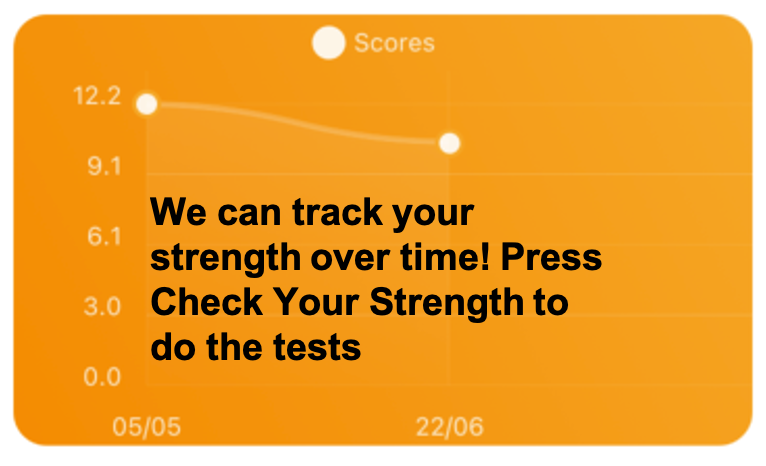 Scores
12.2
9.1
6.1
3.0
0.0
We can track your
strength over time! Press
Check Your Strength to
do the tests
05/05 22/06